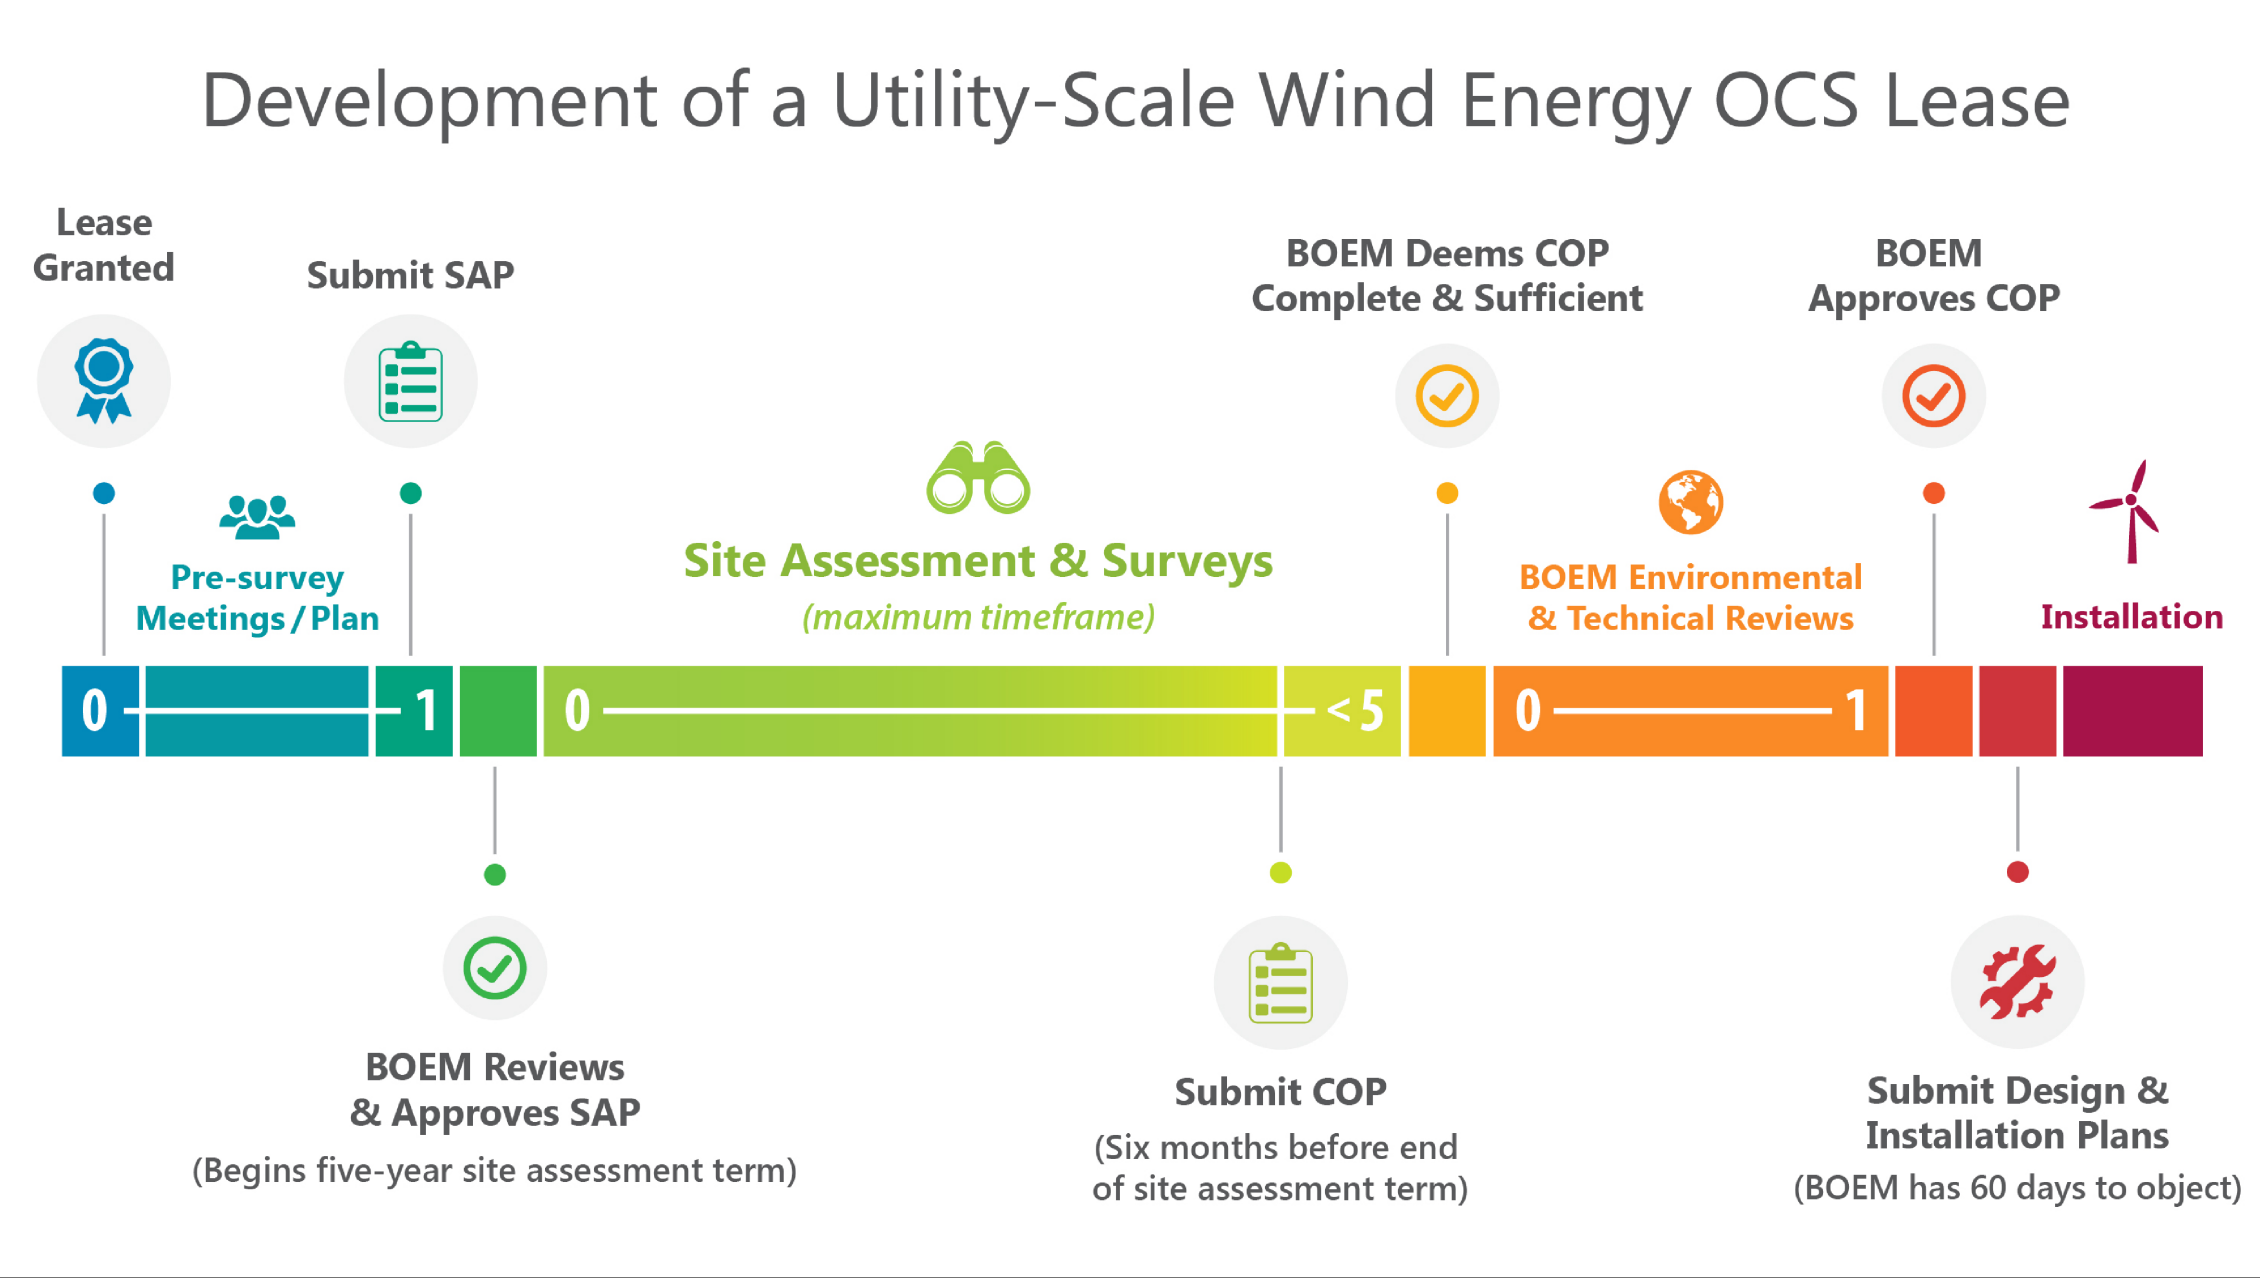 Development of a Utility-Scale Wind Energy OCS Lease
Lease
Granted
Submit SAP
BOEM Deems COP
Complete & Sufficient
BOEM
Approves COP
Pre-survey
Meetings/Plan
Site Assessment & Surveys
(maximum timeframe)
BOEM Environmental
& Technical Reviews
Installation
0 1 0 <5 0 1
BOEM Reviews
& Approves SAP
(Begins five-year site assessment term)
Submit COP
(Six months before end
of site assessment term)
Submit Design &
Installation Plans
(BOEM has 60 days to object)